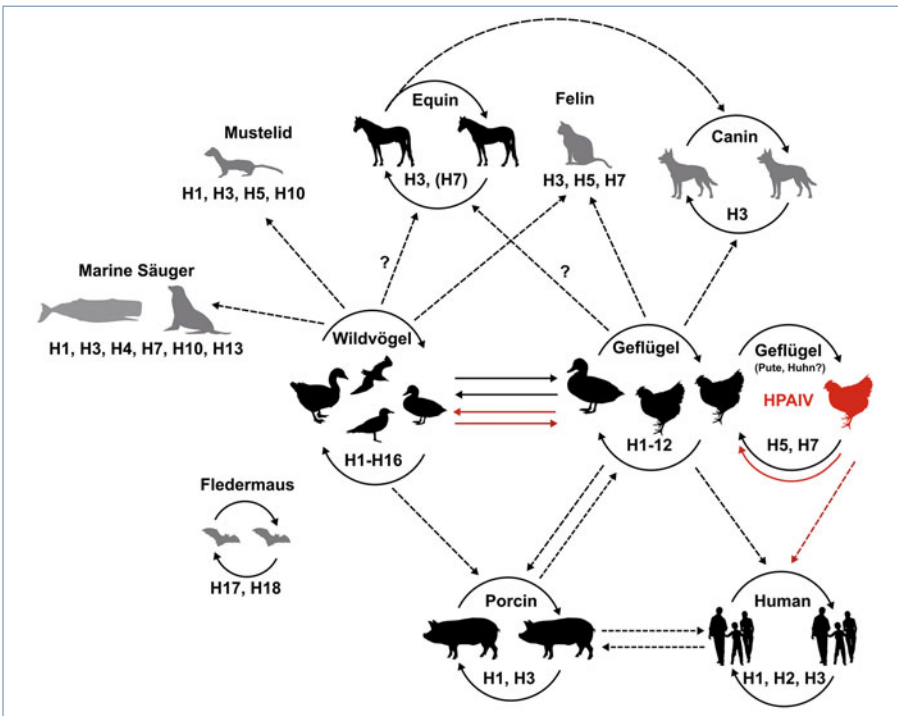 Equin
H3, (H7)
Felin
H3, H5, H7
Canin
H3
Mustelid
H1, H3, H5, H10
Marine Säuger
H1, H3, H4, H7, H10, H13
?
?
Wildvögel
H1-H16
Geflügel
H1-12
Geflügel
(Pute, Huhn?)
HPAIV
H5, H7
Fledermaus
H17, H18
Porcin
H1, H3
Human
H1, H2, H3